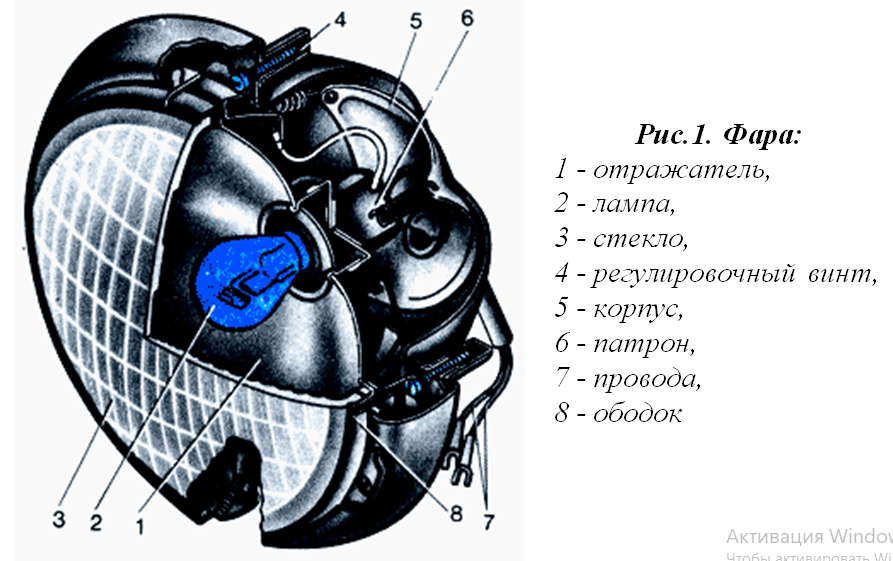 4
5
6
3
2
1
8
7
Рис.1. Фара:
1 - отражатель,
2 - лампа,
3 - стекло,
4 - регулировочный винт,
5 - корпус,
6 - патрон,
7 - провода,
8 - ободок
Активация Window
Чтобы активировать Wi